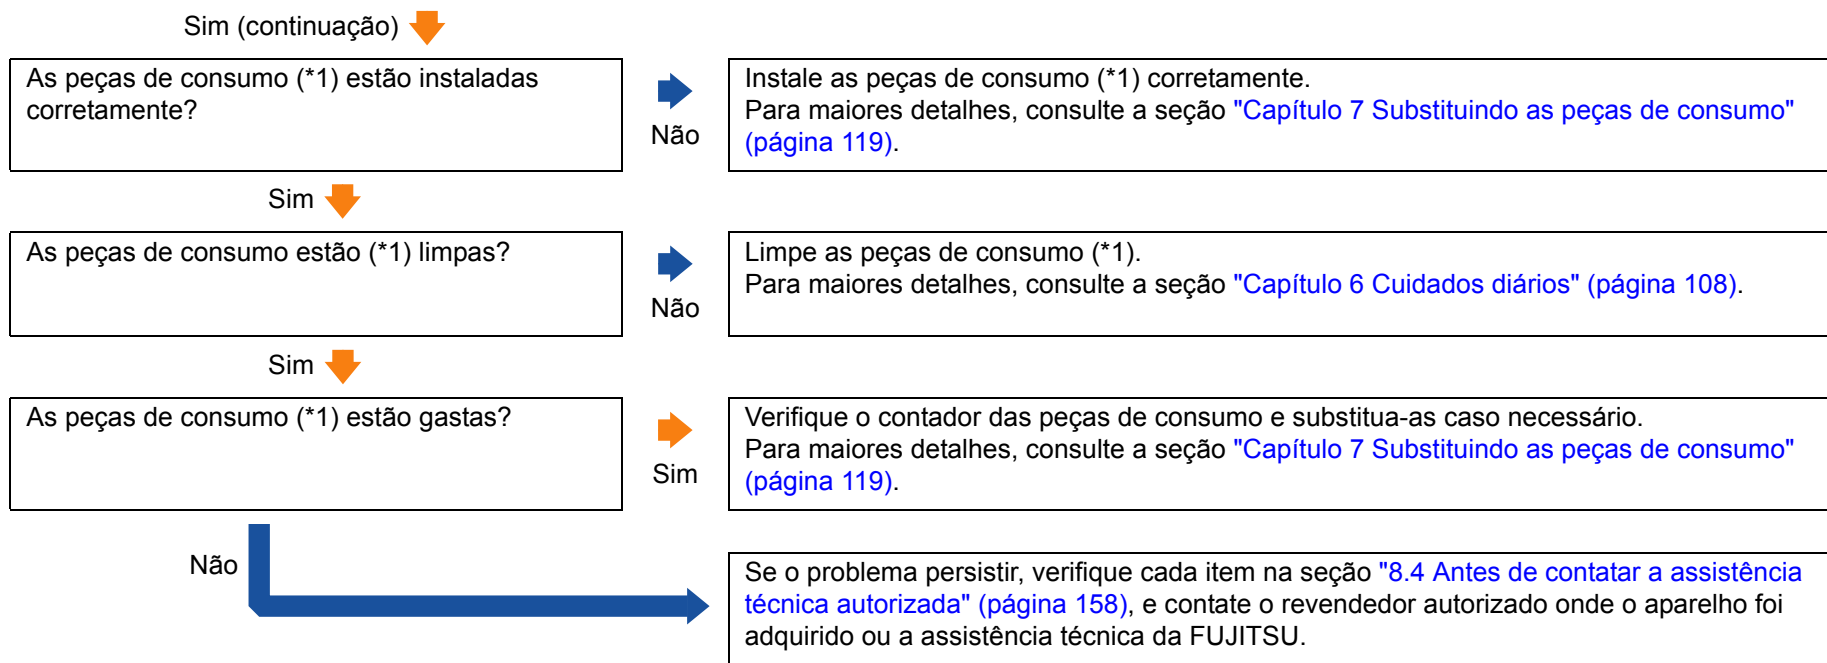 Sim (continuação)
As peças de consumo (*1) estão instaladas
corretamente?
Não
Instale as peças de consumo (*1) corretamente.
Para maiores detalhes, consulte a seção "Capítulo 7 Substituindo as peças de consumo"
(página 119).
Sim
As peças de consumo estão (*1) limpas?
Não
Limpe as peças de consumo (*1).
Para maiores detalhes, consulte a seção "Capítulo 6 Cuidados diários" (página 108).
Sim
As peças de consumo (*1) estão gastas?
Sim
Verifique o contador das peças de consumo e substitua-as caso necessário.
Para maiores detalhes, consulte a seção "Capítulo 7 Substituindo as peças de consumo"
(página 119).
Não
Se o problema persistir, verifique cada item na seção "8.4 Antes de contatar a assistência
técnica autorizada" (página 158), e contate o revendedor autorizado onde o aparelho foi
adquirido ou a assistência técnica da FUJITSU.